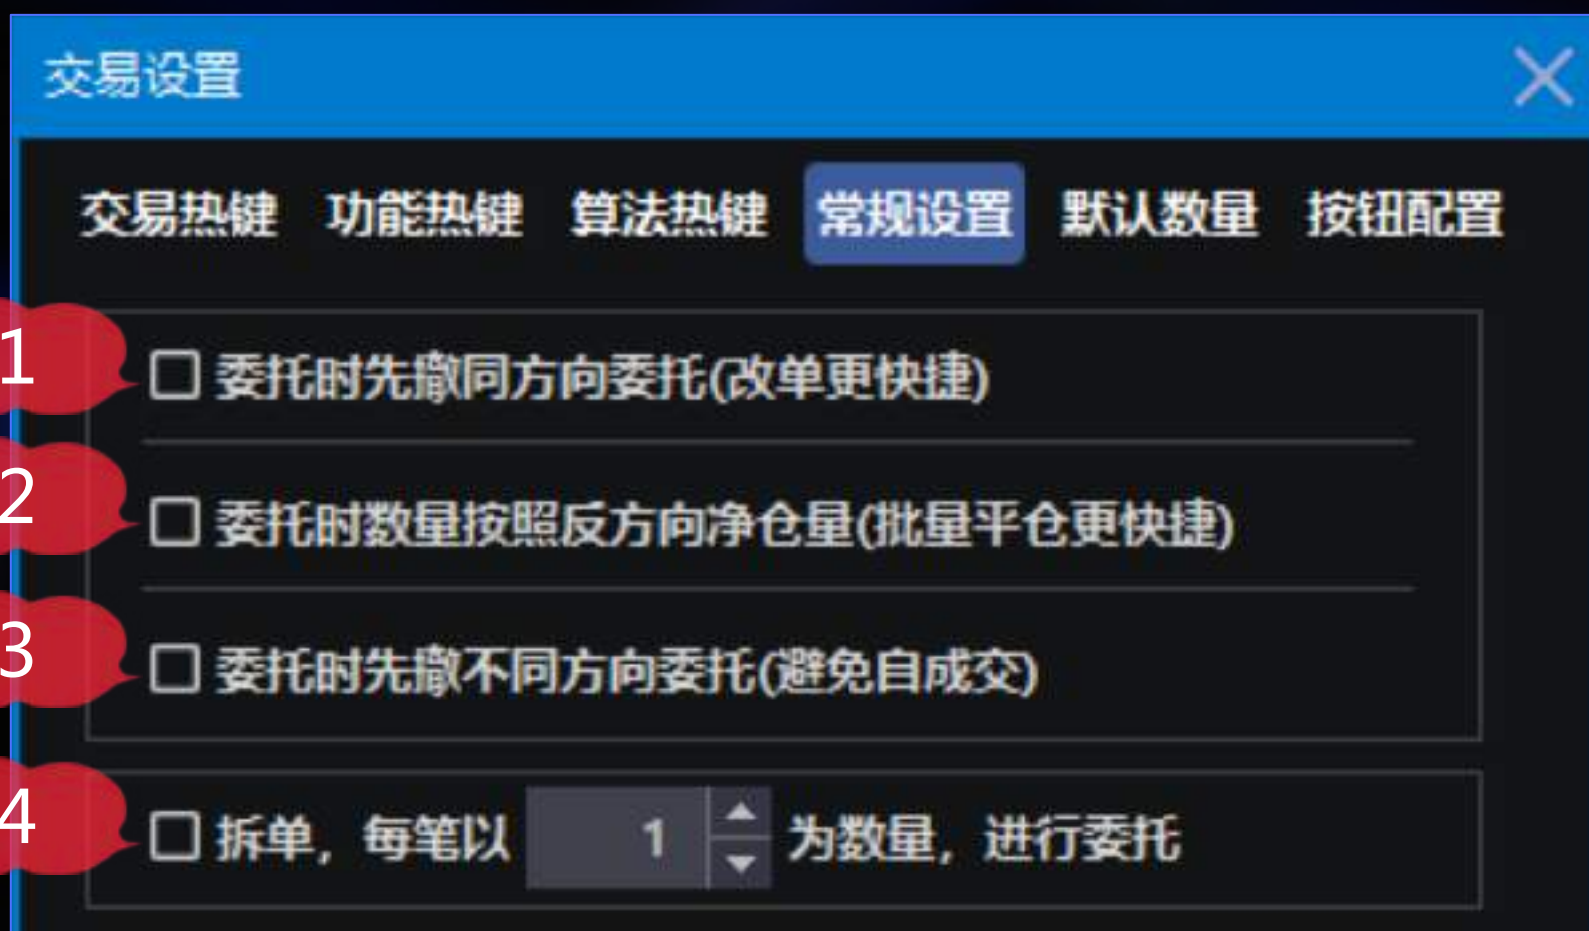 交易设置
交易热键 功能热键 算法热键 常规设置 默认数量 按钮配置
1 委托时先撤同方向委托(改单更快捷)
2 委托时数量按照反方向净仓量(批量平仓更快捷)
3 委托时先撤不同方向委托(避免自成交)
4 拆单，每笔以 1 为数量，进行委托